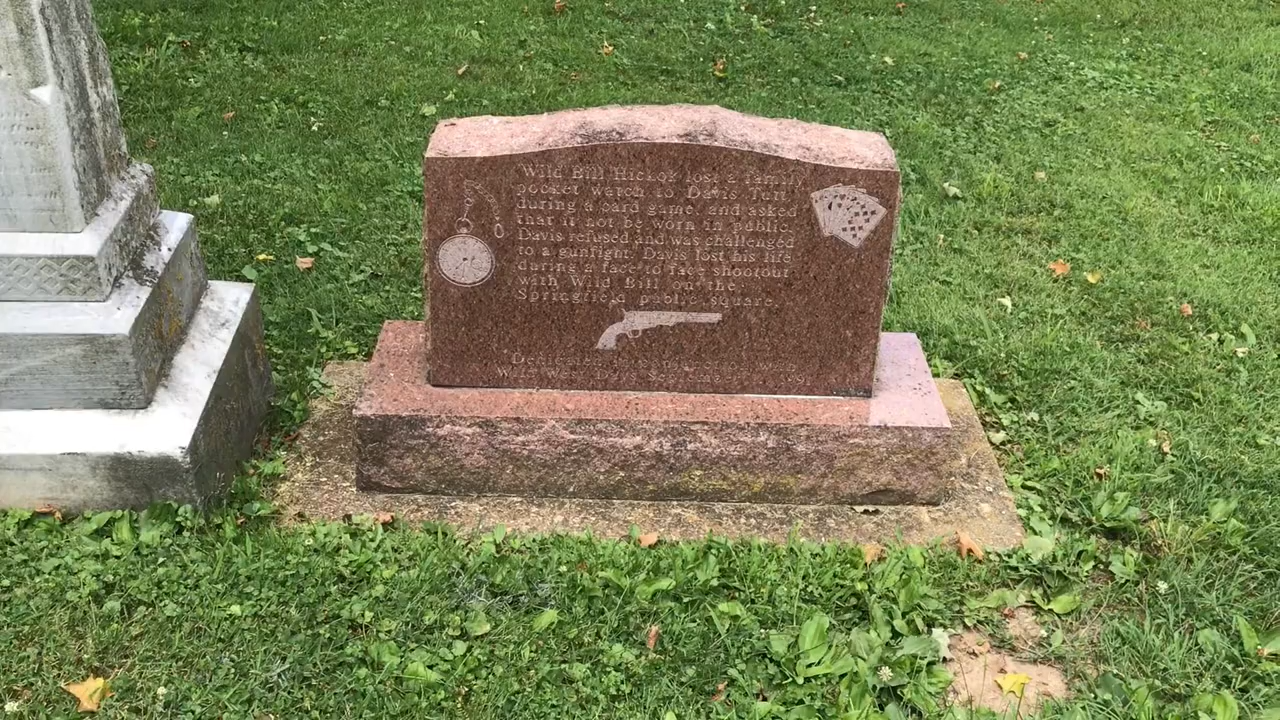 Wild Bill Hickok lost a family
pocket watch to Davis Tutt
during a card game, and asked
that it not be worn in public.
Davis refused and was challenged
to a gunfight. Davis lost his life
during a face to face shootout
with Wild Bill on the
Springfield public square.